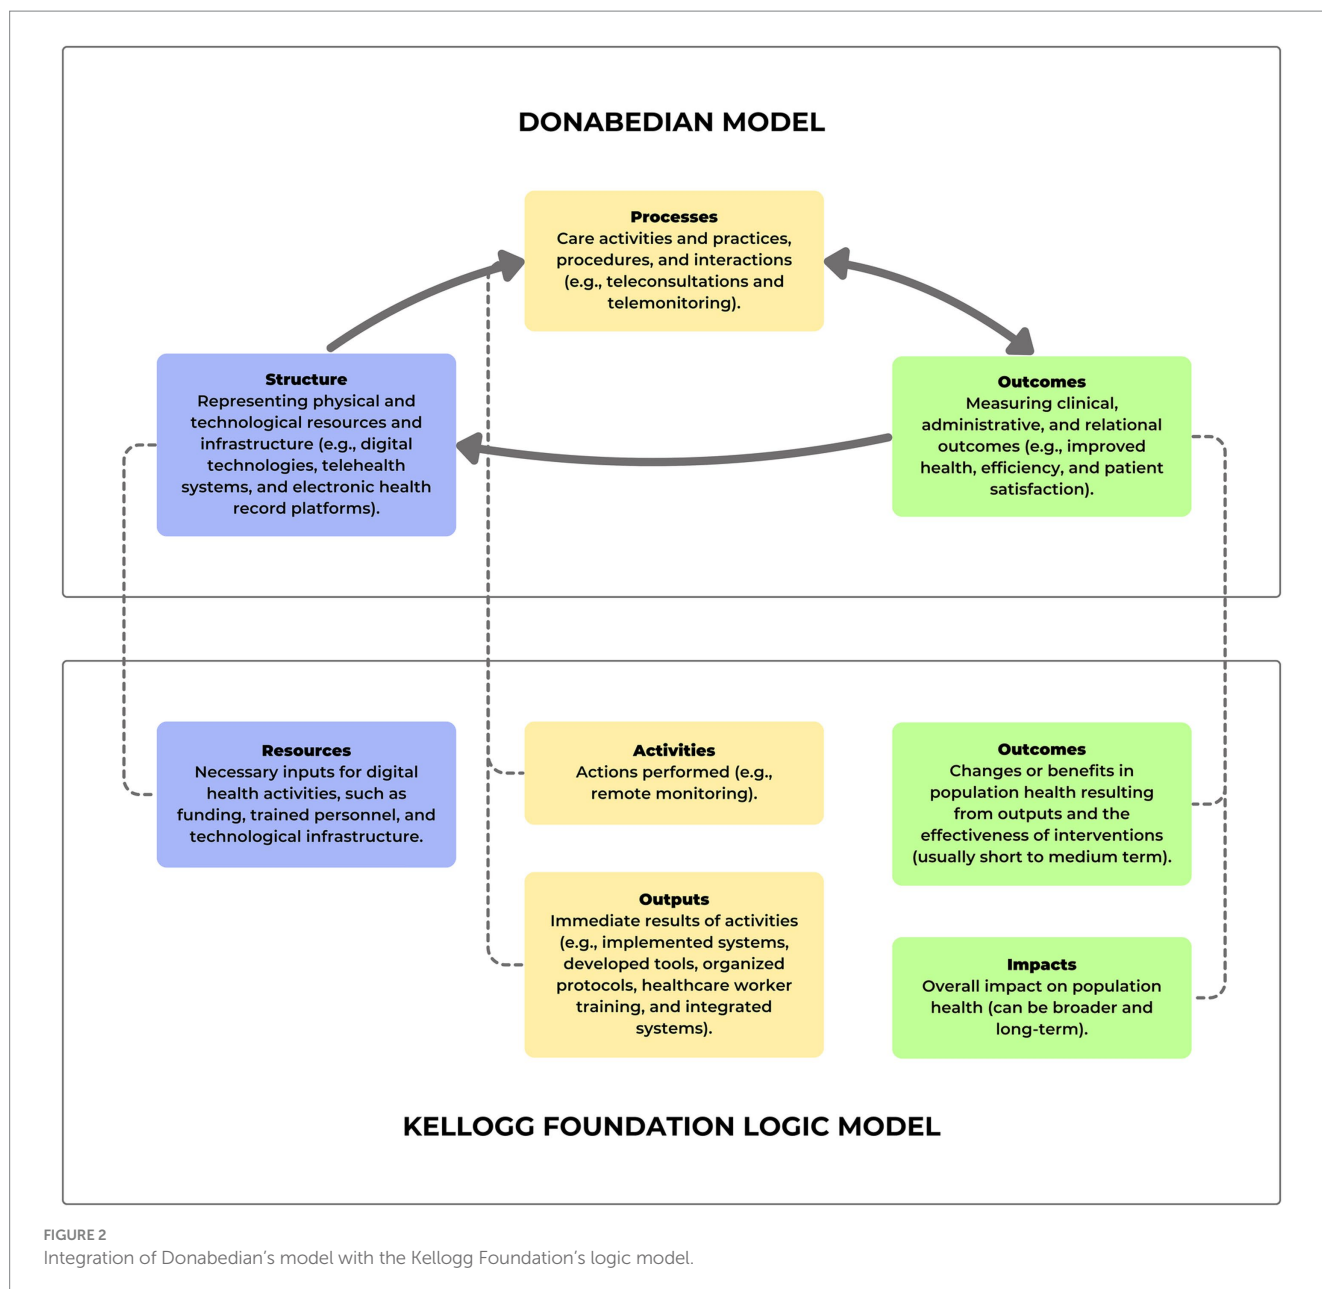 DONABEDIAN MODEL
Processes
Care activities and practices,
procedures, and interactions
(e.g., teleconsultations and
telemonitoring).
Structure
Representing physical and
technological resources and
infrastructure (e.g., digital
technologies, telehealth
systems, and electronic health
record platforms).
Outcomes
Measuring clinical,
administrative, and relational
outcomes (e.g., improved
health, efficiency, and patient
satisfaction).
Resources
Necessary inputs for digital
health activities, such as
funding, trained personnel, and
technological infrastructure.
Activities
Actions performed (e.g.,
remote monitoring).
Outcomes
Changes or benefits in
population health resulting
from outputs and the
effectiveness of interventions
(usually short to medium term).
Outputs
Immediate results of activities
(e.g., implemented systems,
developed tools, organized
protocols, healthcare worker
training, and integrated
systems).
Impacts
Overall impact on population
health (can be broader and
long-term).
KELLOGG FOUNDATION LOGIC MODEL
FIGURE 2
Integration of Donabedian's model with the Kellogg Foundation's logic model.